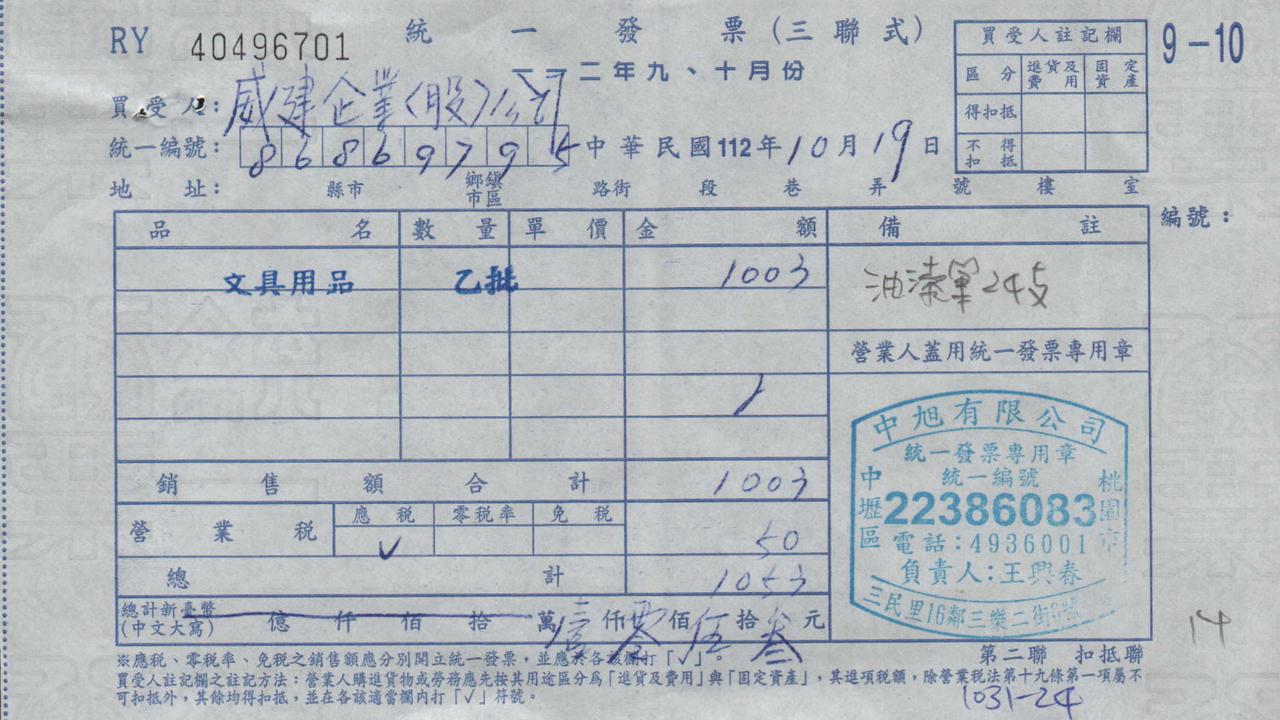 RY 40496701 統一發票(三聯式) 9-10
一一二年九、十月份
買受人註記欄
區分 進貨及費用 固定資產
得扣抵
不得扣抵
買受人: 威建企業(股)公司
統一編號: 86869795 中華民國112年10月19日
地址: 縣市 鄉鎮市區 路街 段 巷 弄 號 樓 室
編號:
品名 數量 單價 金額 備註
文具用品 乙批 1003 油漆筆24支
營業人蓋用統一發票專用章
銷售額合計 1003
營業稅 應稅 零稅率 免稅
✓ 50
總計 1053
總計新臺幣(中文大寫) 億 仟 佰 拾 萬 壹 仟 零 佰 伍 拾 叁 元
中旭有限公司
統一發票專用章
統一編號
22386083
桃園市
中壢區
電話:4936001
負責人:王興春
三民里16鄰三樂二街
14
第二聯 扣抵聯
※應稅、零稅率、免稅之銷售額應分別開立統一發票,並應於各該欄打「✓」。
買受人註記欄之註記方法:營業人購進貨物或勞務應先按其用途區分為「進貨及費用」與「固定資產」,其進項稅額,除營業稅法第十九條第一項屬不
可扣抵外,其餘均得扣抵,並在各該適當欄內打「✓」符號。
1031-24